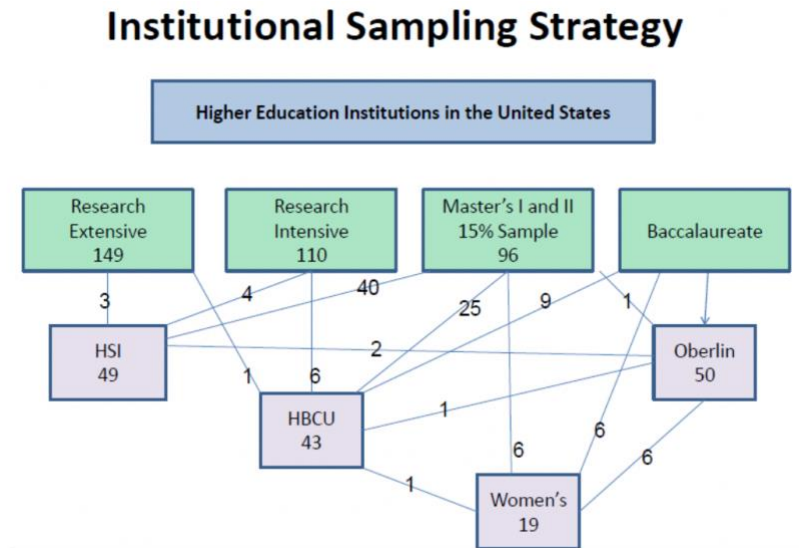 Institutional Sampling Strategy
Higher Education Institutions in the United States
Research
Extensive
149
Research
Intensive
110
Master's I and II
15% Sample
96
Baccalaureate
3
4
40
25
9
1
HSI
49
2
Oberlin
50
1
6
HBCU
43
1
6
6
6
1
Women's
19